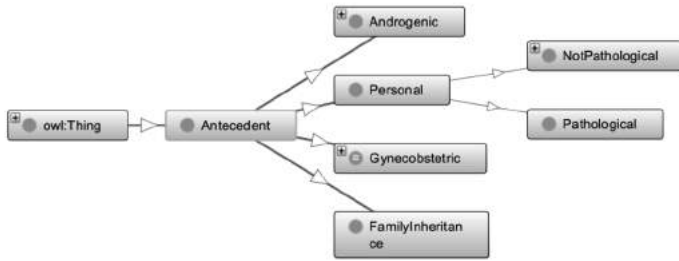 Androgenic
NotPathological
Personal
owl:Thing
Antecedent
Pathological
Gynecobstetric
FamilyInheritan
ce